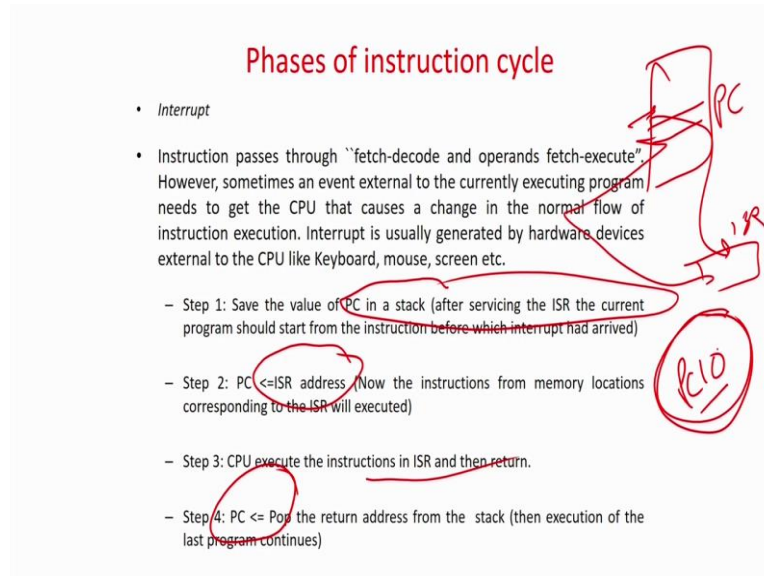 Phases of instruction cycle
• Interrupt
• Instruction passes through ``fetch-decode and operands fetch-execute”.
However, sometimes an event external to the currently executing program
needs to get the CPU that causes a change in the normal flow of
instruction execution. Interrupt is usually generated by hardware devices
external to the CPU like Keyboard, mouse, screen etc.
– Step 1: Save the value of PC in a stack (after servicing the ISR the current
program should start from the instruction before which interrupt had arrived)
– Step 2: PC <=ISR address (Now the instructions from memory locations
corresponding to the ISR will executed)
– Step 3: CPU execute the instructions in ISR and then return.
– Step 4: PC <= Pop the return address from the stack (then execution of the
last program continues)
PC
ISR
PC10